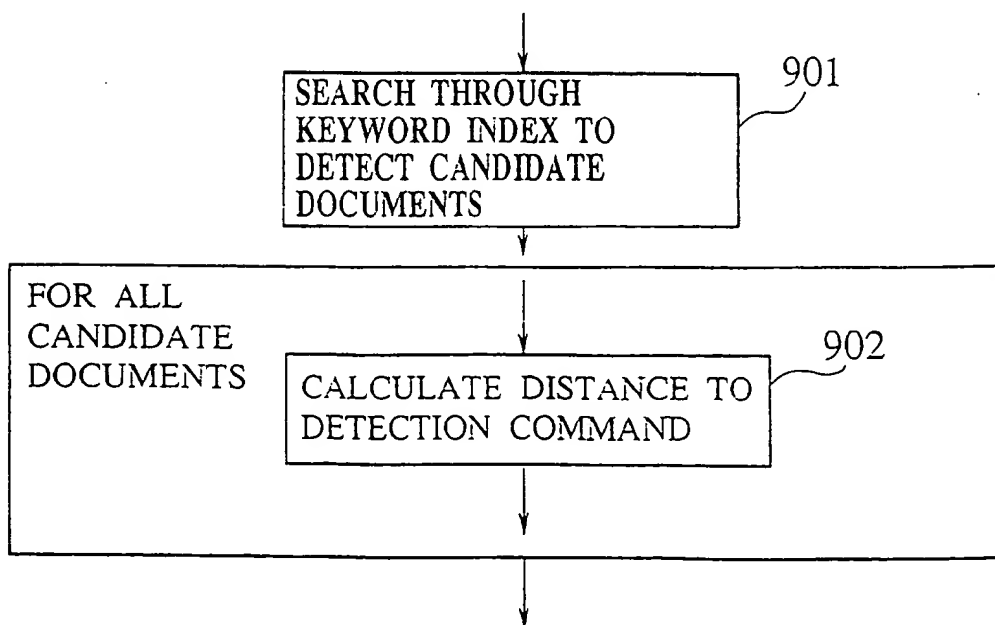 901
SEARCH THROUGH
KEYWORD INDEX TO
DETECT CANDIDATE
DOCUMENTS
FOR ALL
CANDIDATE
DOCUMENTS
902
CALCULATE DISTANCE TO
DETECTION COMMAND